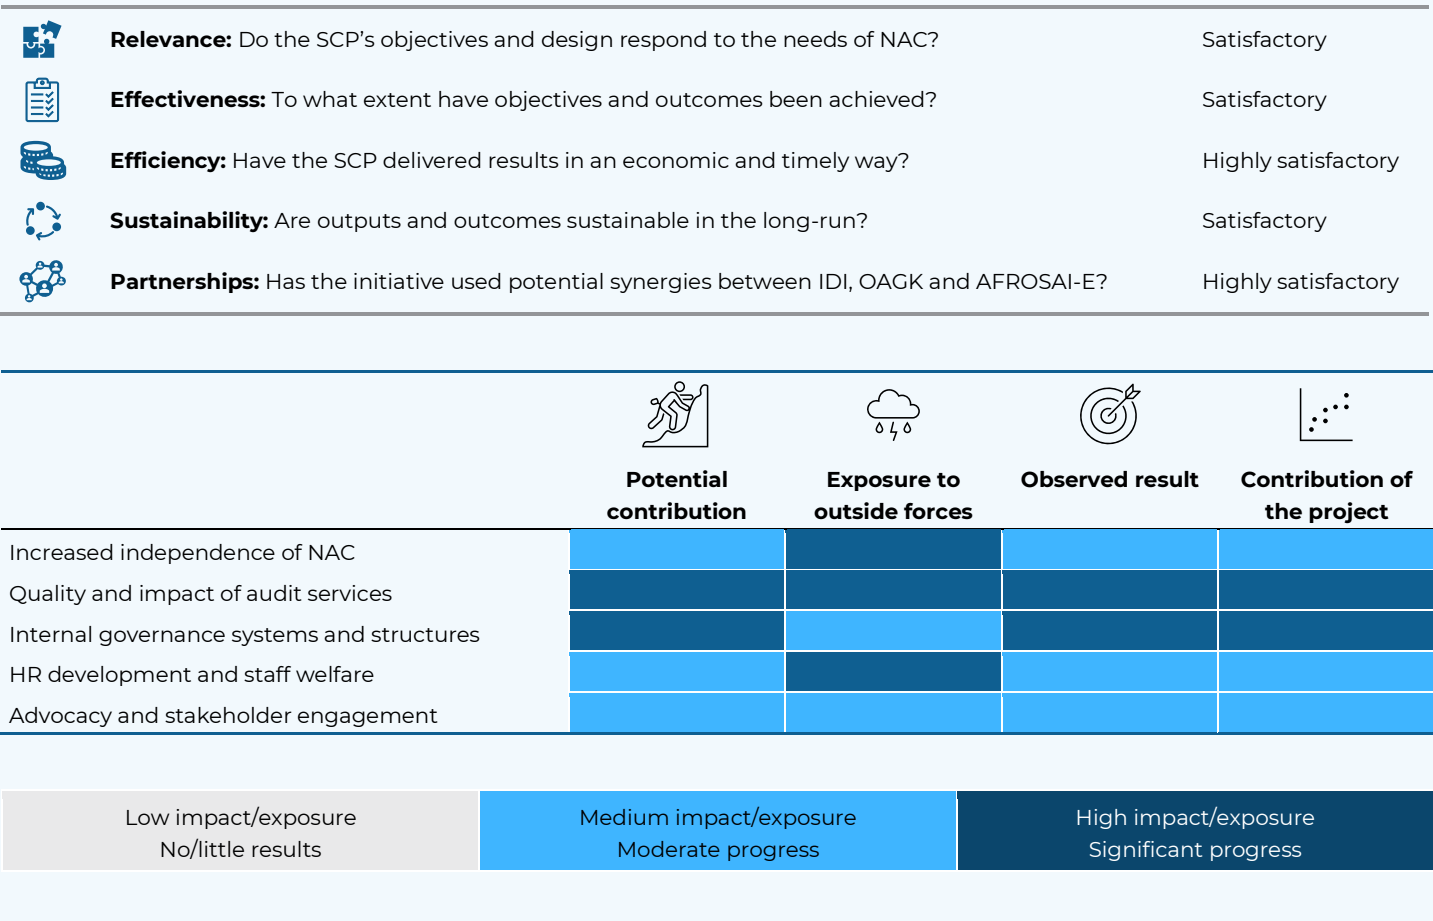 Relevance: Do the SCP’s objectives and design respond to the needs of NAC? Satisfactory
Effectiveness: To what extent have objectives and outcomes been achieved? Satisfactory
Efficiency: Have the SCP delivered results in an economic and timely way? Highly satisfactory
Sustainability: Are outputs and outcomes sustainable in the long-run? Satisfactory
Partnerships: Has the initiative used potential synergies between IDI, OAGK and AFROSAI-E? Highly satisfactory
Potential contribution
Exposure to outside forces
Observed result
Contribution of the project
Increased independence of NAC
Quality and impact of audit services
Internal governance systems and structures
HR development and staff welfare
Advocacy and stakeholder engagement
Low impact/exposure
No/little results
Medium impact/exposure
Moderate progress
High impact/exposure
Significant progress